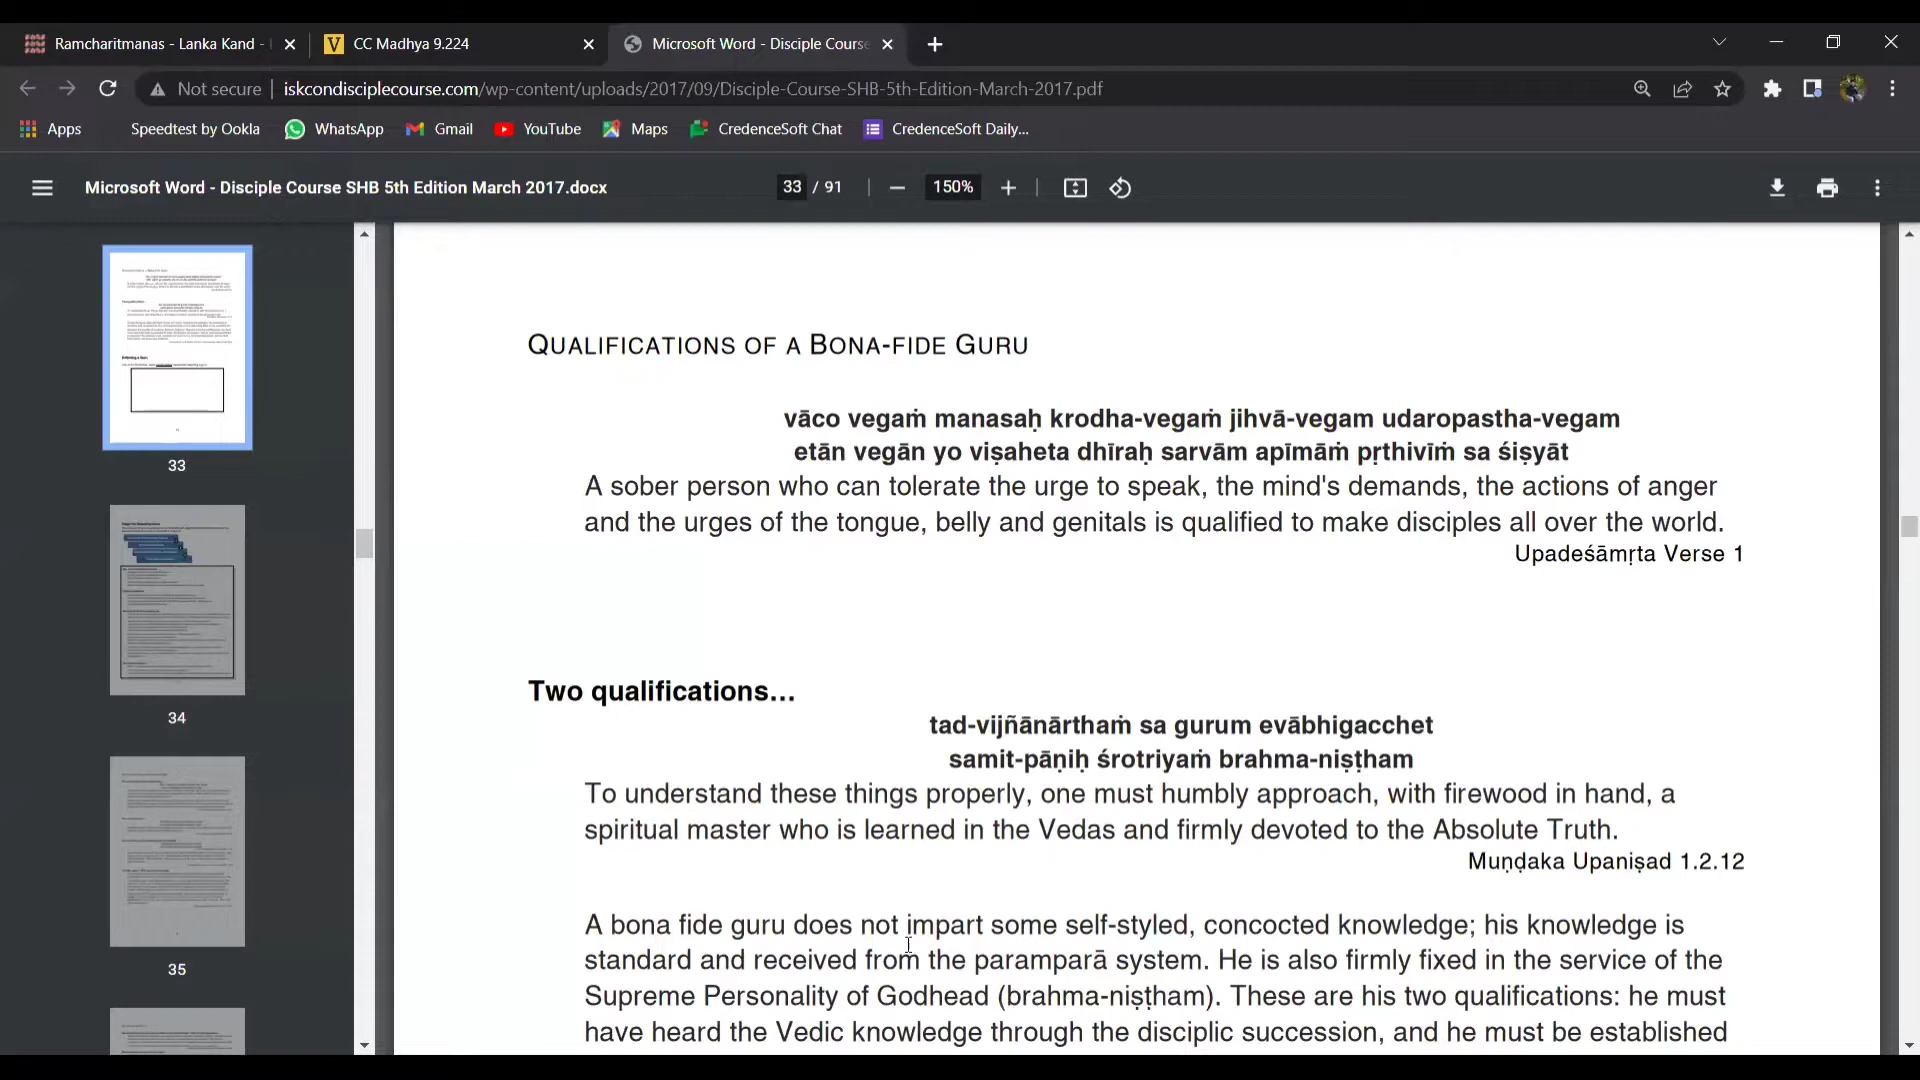 Ramcharitmanas - Lanka Kand -
CC Madhya 9.224
Microsoft Word - Disciple Course
Not secure
iskcondisciplecourse.com/wp-content/uploads/2017/09/Disciple-Course-SHB-5th-Edition-March-2017.pdf
Apps
Speedtest by Ookla
WhatsApp
Gmail
YouTube
Maps
CredenceSoft Chat
CredenceSoft Daily...
Microsoft Word - Disciple Course SHB 5th Edition March 2017.docx
33 / 91
150%
33
34
35
QUALIFICATIONS OF A BONA-FIDE GURU
vāco vegaṁ manasaḥ krodha-vegaṁ jihvā-vegam udaropastha-vegam
etān vegān yo viṣaheta dhīraḥ sarvām apīmāṁ pṛthivīṁ sa śiṣyāt
A sober person who can tolerate the urge to speak, the mind's demands, the actions of anger
and the urges of the tongue, belly and genitals is qualified to make disciples all over the world.
Upadeśāmṛta Verse 1
Two qualifications...
tad-vijñānārthaṁ sa gurum evābhigacchet
samit-pāṇiḥ śrotriyaṁ brahma-niṣṭham
To understand these things properly, one must humbly approach, with firewood in hand, a
spiritual master who is learned in the Vedas and firmly devoted to the Absolute Truth.
Muṇḍaka Upaniṣad 1.2.12
A bona fide guru does not impart some self-styled, concocted knowledge; his knowledge is
standard and received from the paramparā system. He is also firmly fixed in the service of the
Supreme Personality of Godhead (brahma-niṣṭham). These are his two qualifications: he must
have heard the Vedic knowledge through the disciplic succession, and he must be established